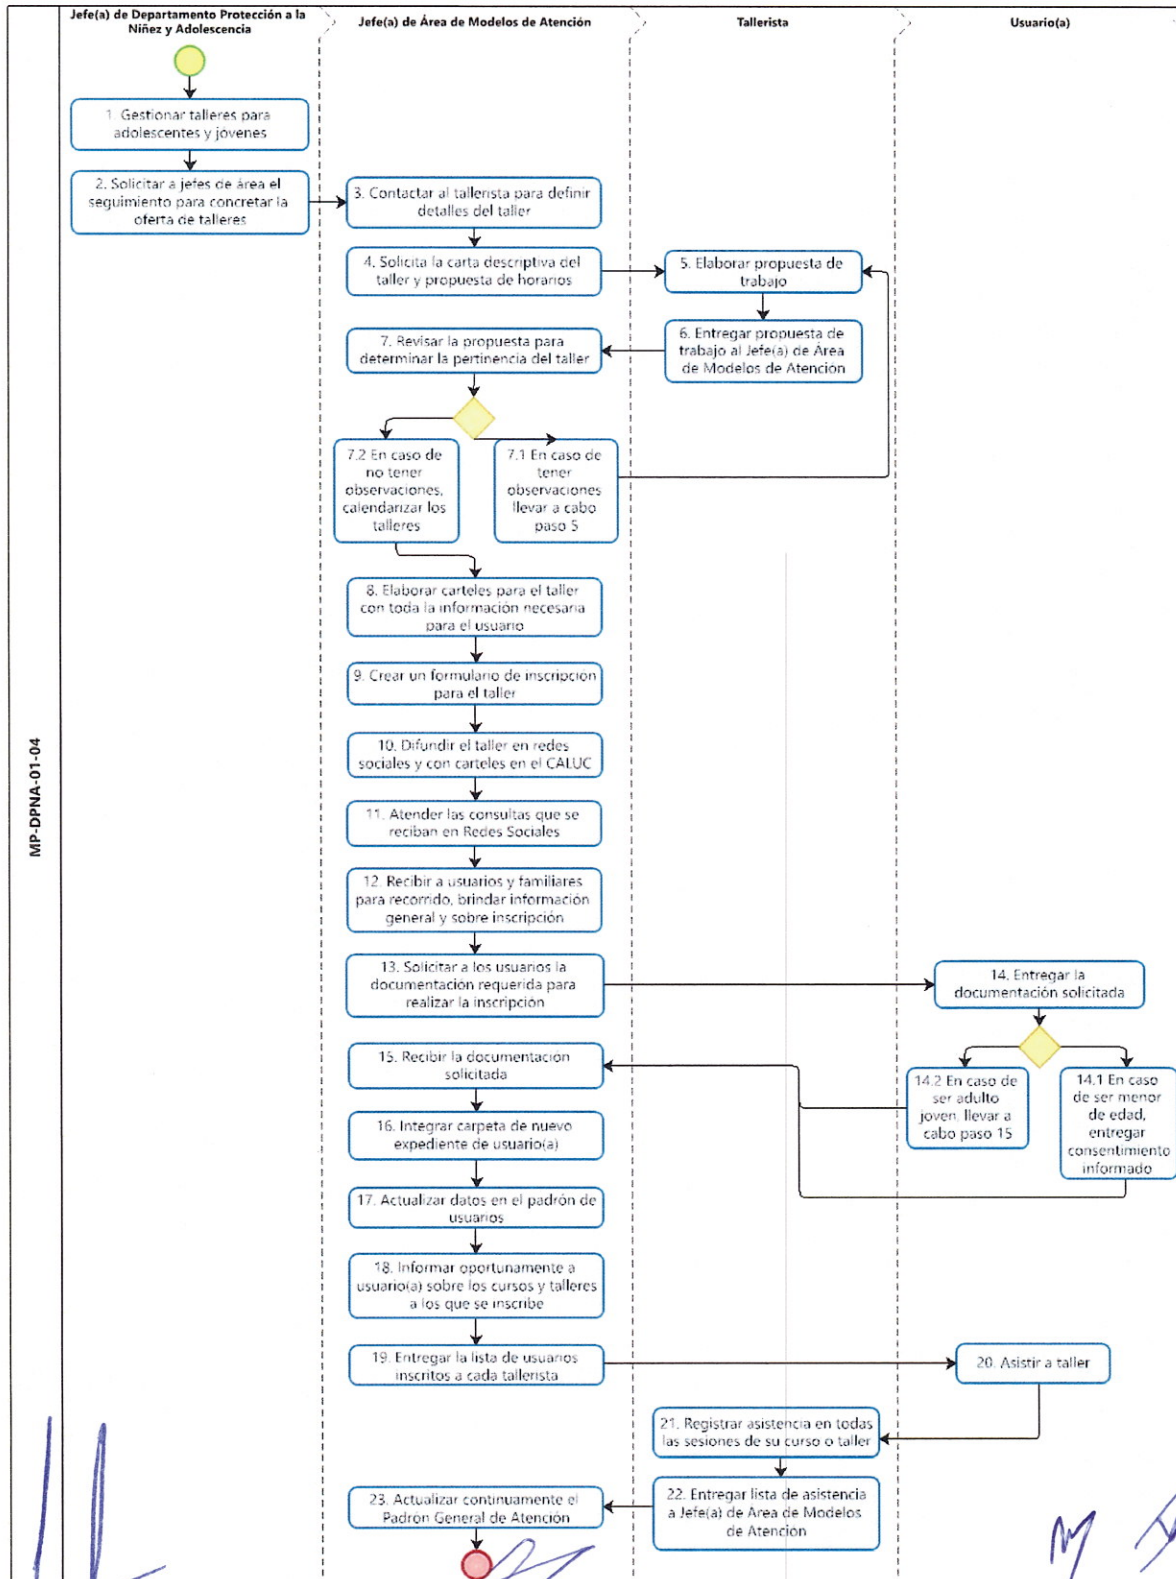 Jefe(a) de Departamento Protección a la
Niñez y Adolescencia
Jefe(a) de Área de Modelos de Atención
Tallerista
Usuario(a)
MP-DPNA-01-04
1. Gestionar talleres para
adolescentes y jóvenes
2. Solicitar a jefes de área el
seguimiento para concretar la
oferta de talleres
3. Contactar al tallerista para definir
detalles del taller
4. Solicita la carta descriptiva del
taller y propuesta de horarios
5. Elaborar propuesta de
trabajo
6. Entregar propuesta de
trabajo al Jefe(a) de Área
de Modelos de Atención
7. Revisar la propuesta para
determinar la pertinencia del taller
7.2 En caso de
no tener
observaciones,
calendarizar los
talleres
7.1 En caso de
tener
observaciones
llevar a cabo
paso 5
8. Elaborar carteles para el taller
con toda la información necesaria
para el usuario
9. Crear un formulario de inscripción
para el taller
10. Difundir el taller en redes
sociales y con carteles en el CALUC
11. Atender las consultas que se
reciban en Redes Sociales
12. Recibir a usuarios y familiares
para recorrido, brindar información
general y sobre inscripción
13. Solicitar a los usuarios la
documentación requerida para
realizar la inscripción
14. Entregar la
documentación solicitada
14.2 En caso de
ser adulto
joven, llevar a
cabo paso 15
14.1 En caso
de ser menor
de edad,
entregar
consentimiento
informado
15. Recibir la documentación
solicitada
16. Integrar carpeta de nuevo
expediente de usuario(a)
17. Actualizar datos en el padrón de
usuarios
18. Informar oportunamente a
usuario(a) sobre los cursos y talleres
a los que se inscribe
19. Entregar la lista de usuarios
inscritos a cada tallerista
20. Asistir a taller
21. Registrar asistencia en todas
las sesiones de su curso o taller
22. Entregar lista de asistencia
a Jefe(a) de Área de Modelos
de Atención
23. Actualizar continuamente el
Padrón General de Atención